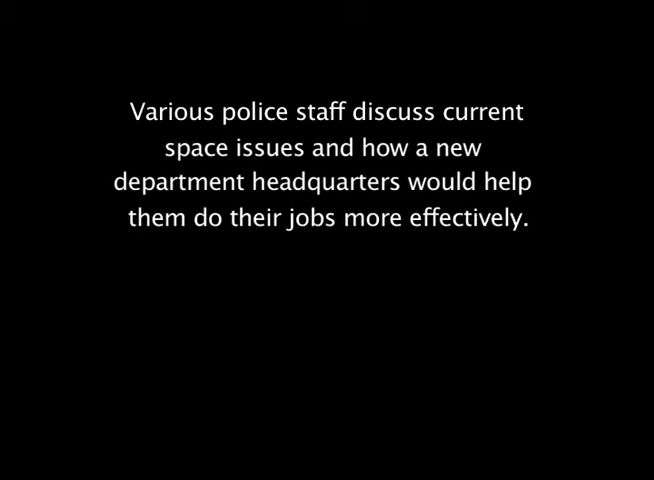 Various police staff discuss current
space issues and how a new
department headquarters would help
them do their jobs more effectively.